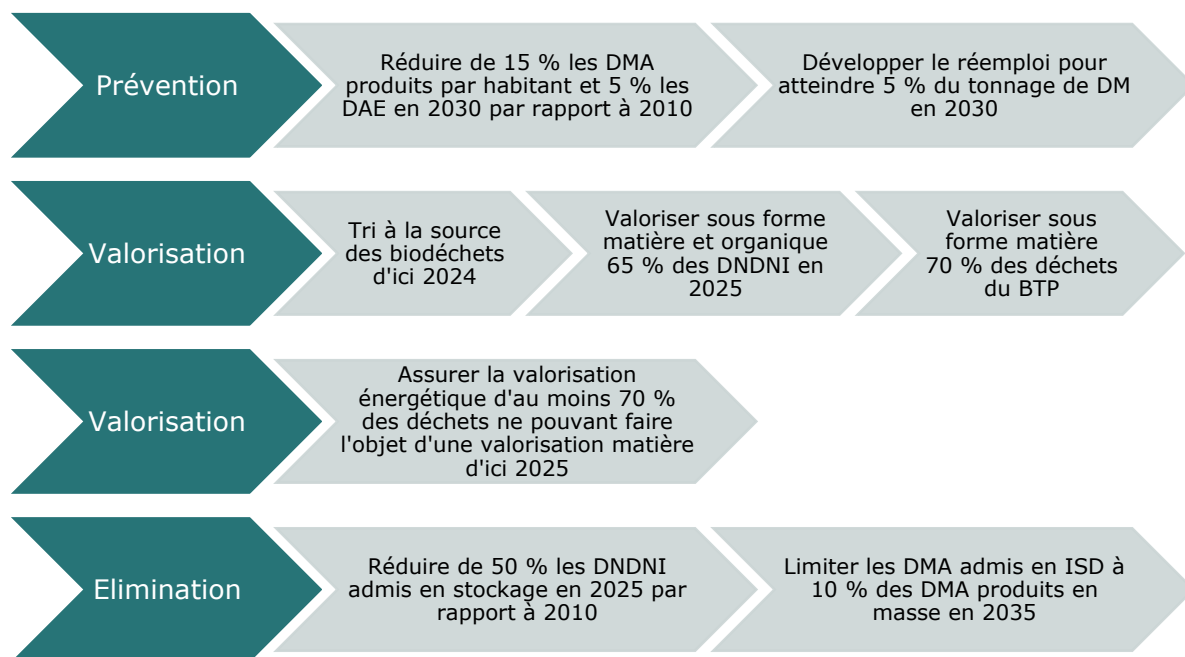 Prévention
Réduire de 15 % les DMA
produits par habitant et 5 % les
DAE en 2030 par rapport à 2010
Développer le réemploi pour
atteindre 5 % du tonnage de DM
en 2030
Valorisation
Tri à la source
des biodéchets
d'ici 2024
Valoriser sous forme
matière et organique
65 % des DNDNI en
2025
Valoriser sous
forme matière
70 % des déchets
du BTP
Valorisation
Assurer la valorisation
énergétique d'au moins 70 %
des déchets ne pouvant faire
l'objet d'une valorisation matière
d'ici 2025
Elimination
Réduire de 50 % les DNDNI
admis en stockage en 2025 par
rapport à 2010
Limiter les DMA admis en ISD à
10 % des DMA produits en
masse en 2035